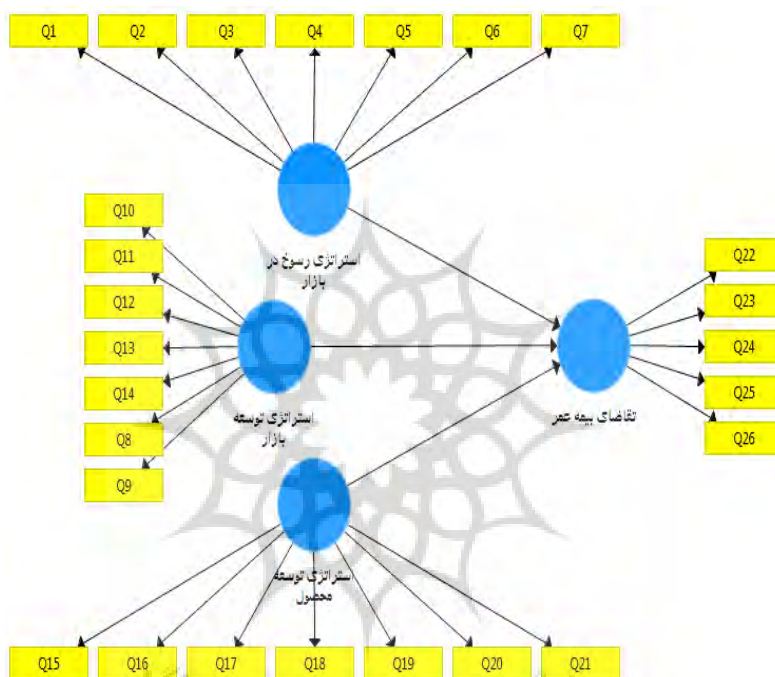 Q1 Q2 Q3 Q4 Q5 Q6 Q7
استراتژی رسوخ در
بازار
Q10
Q11
Q12
Q13
Q14
Q8
Q9
استراتژی توسعه
بازار
Q22
Q23
Q24
Q25
Q26
تقاضای بیمه عمر
استراتژی توسعه
محصول
Q15 Q16 Q17 Q18 Q19 Q20 Q21